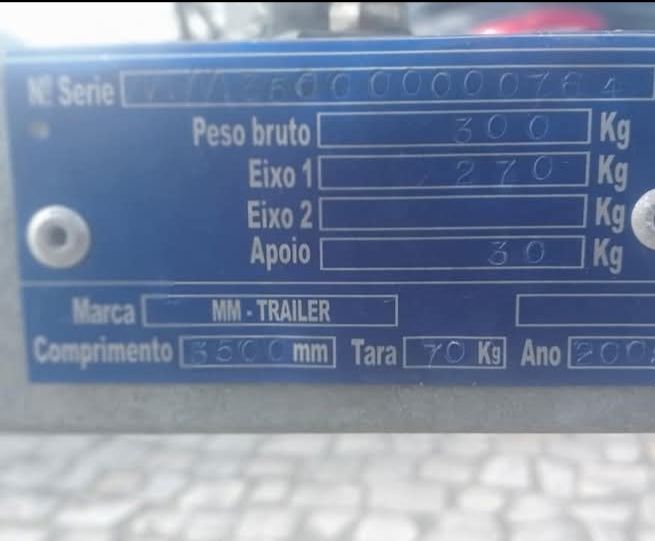 Nº Serie
Peso bruto 300 Kg
Eixo 1 270 Kg
Eixo 2 Kg
Apoio 30 Kg
Marca MM - TRAILER
Comprimento 3500 mm Tara 70 Kg Ano